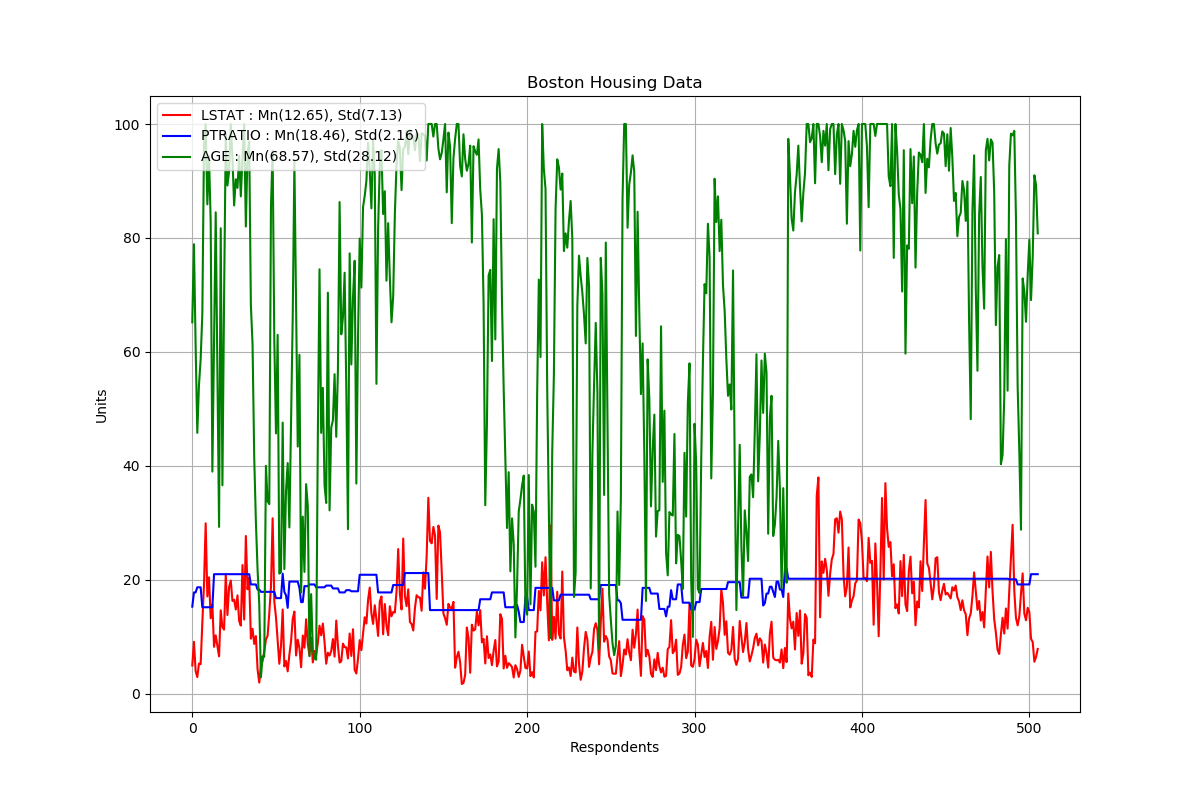 Boston Housing Data
LSTAT : Mn(12.65), Std(7.13)
PTRATIO : Mn(18.46), Std(2.16)
AGE : Mn(68.57), Std(28.12)
100
80
60
40
20
0
Units
0 100 200 300 400 500
Respondents